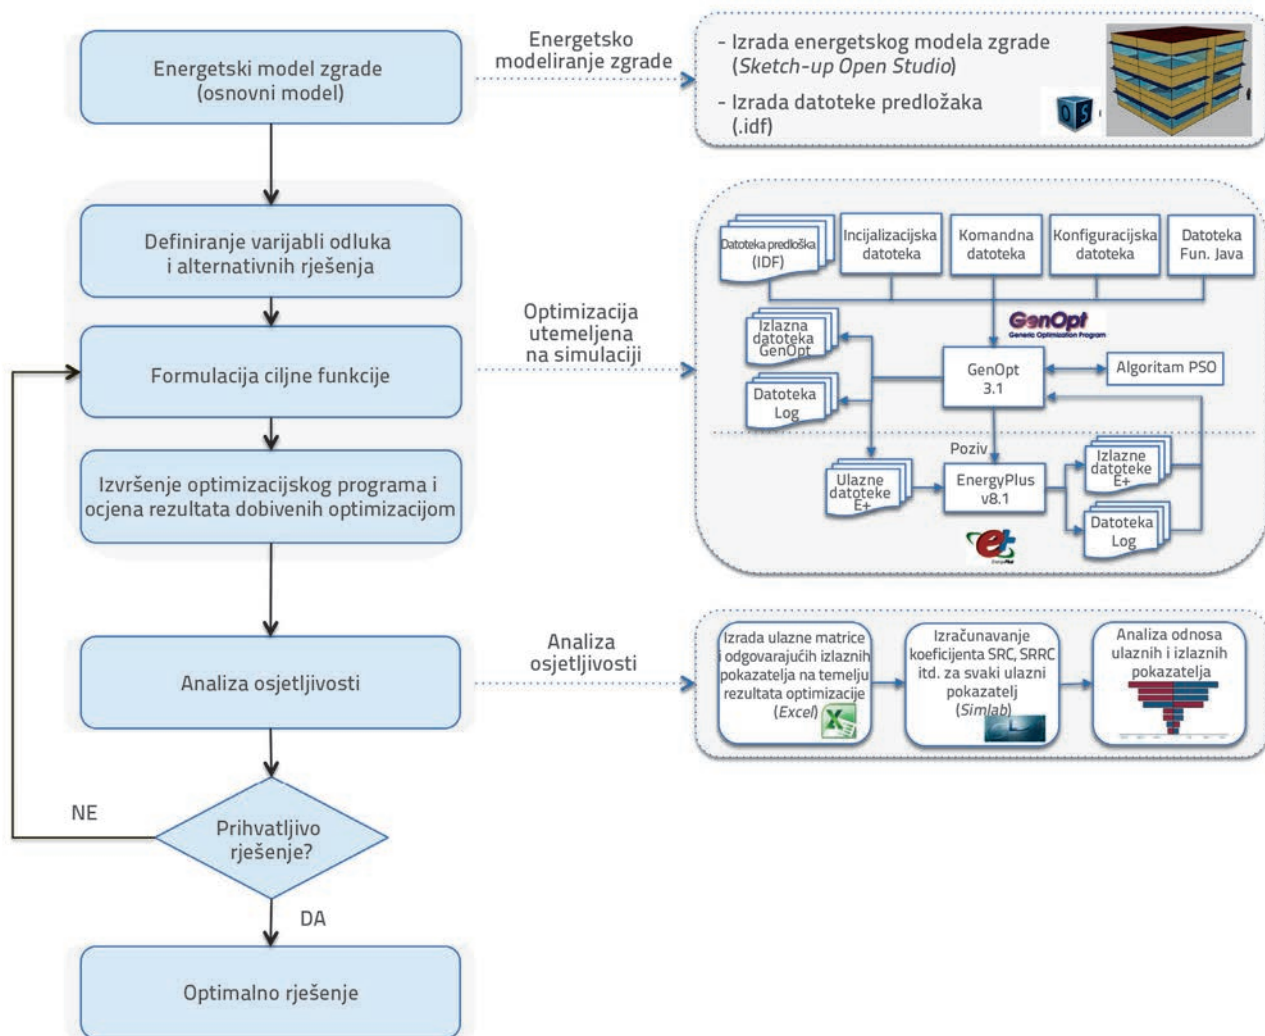 Energetski model zgrade
(osnovni model)
Energetsko
modeliranje zgrade
- Izrada energetskog modela zgrade
(Sketch-up Open Studio)
- Izrada datoteke predložaka
(.idf)
OS
Definiranje varijabli odluka
i alternativnih rješenja
Formulacija ciljne funkcije
Izvršenje optimizacijskog programa i
ocjena rezultata dobivenih optimizacijom
Optimizacija
utemeljena
na simulaciji
Datoteka predloška
(IDF)
Incijalizacijska
datoteka
Komandna
datoteka
Konfiguracijska
datoteka
Datoteka
Fun. Java
GenOpt
Generic Optimization Program
Izlazna
datoteka
GenOpt
Datoteka
Log
GenOpt
3.1
Algoritam PSO
Poziv
Ulazne
datoteke
E+
EnergyPlus
v8.1
Izlazne
datoteke
E+
Datoteka
Log
e+
EnergyPlus
Analiza osjetljivosti
Analiza
osjetljivosti
Izrada ulazne matrice
i odgovarajućih izlaznih
pokazatelja na temelju
rezultata optimizacije
(Excel)
Izračunavanje
koeficijenta SRC, SRRC
itd. za svaki ulazni
pokazatelj
(Simlab)
Analiza odnosa
ulaznih i izlaznih
pokazatelja
Prihvatljivo
rješenje?
NE
DA
Optimalno rješenje